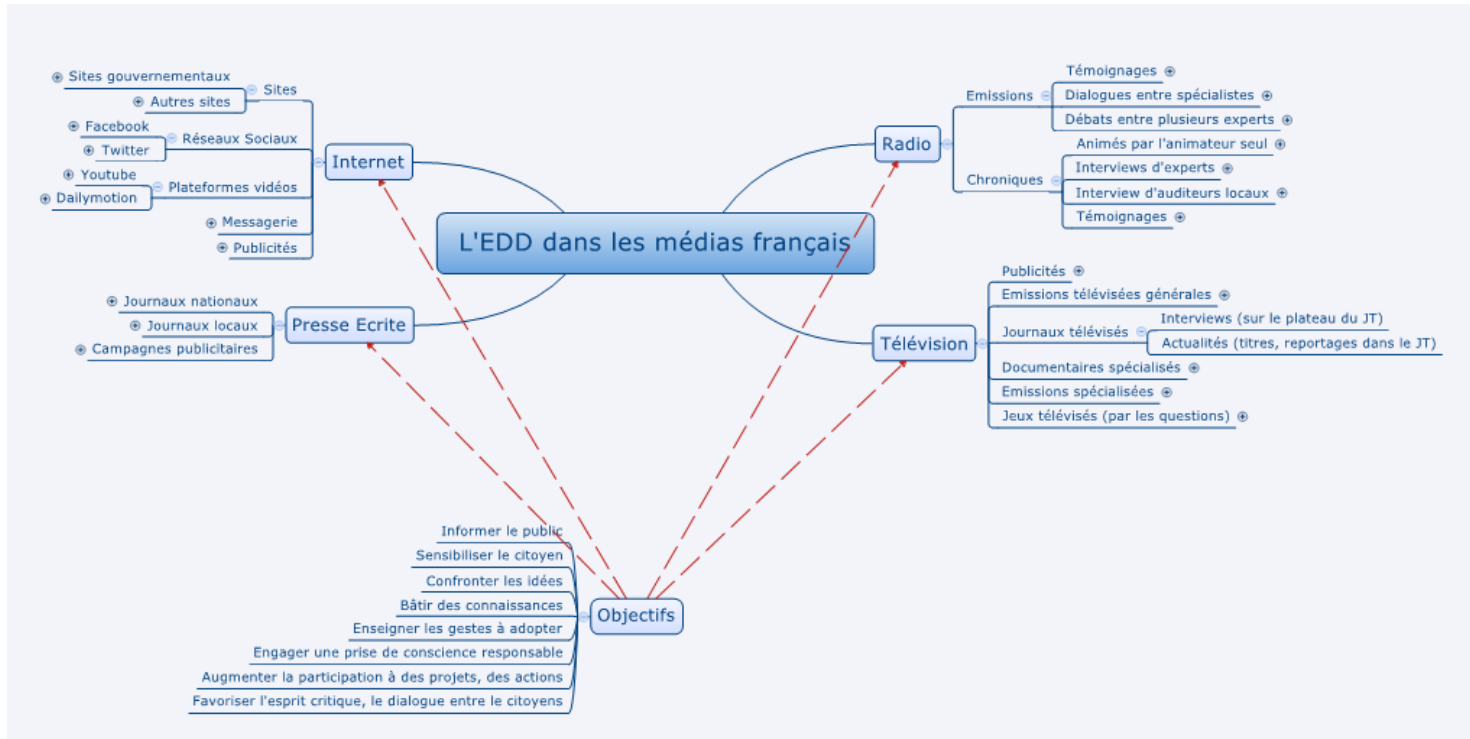 L'EDD dans les médias français
Internet
Sites
Sites gouvernementaux
Autres sites
Réseaux Sociaux
Facebook
Twitter
Plateformes vidéos
Youtube
Dailymotion
Messagerie
Publicités
Presse Ecrite
Journaux nationaux
Journaux locaux
Campagnes publicitaires
Radio
Emissions
Témoignages
Dialogues entre spécialistes
Débats entre plusieurs experts
Chroniques
Animés par l'animateur seul
Interviews d'experts
Interview d'auditeurs locaux
Témoignages
Télévision
Publicités
Emissions télévisées générales
Journaux télévisés
Interviews (sur le plateau du JT)
Actualités (titres, reportages dans le JT)
Documentaires spécialisés
Emissions spécialisées
Jeux télévisés (par les questions)
Objectifs
Informer le public
Sensibiliser le citoyen
Confronter les idées
Bâtir des connaissances
Enseigner les gestes à adopter
Engager une prise de conscience responsable
Augmenter la participation à des projets, des actions
Favoriser l'esprit critique, le dialogue entre le citoyens